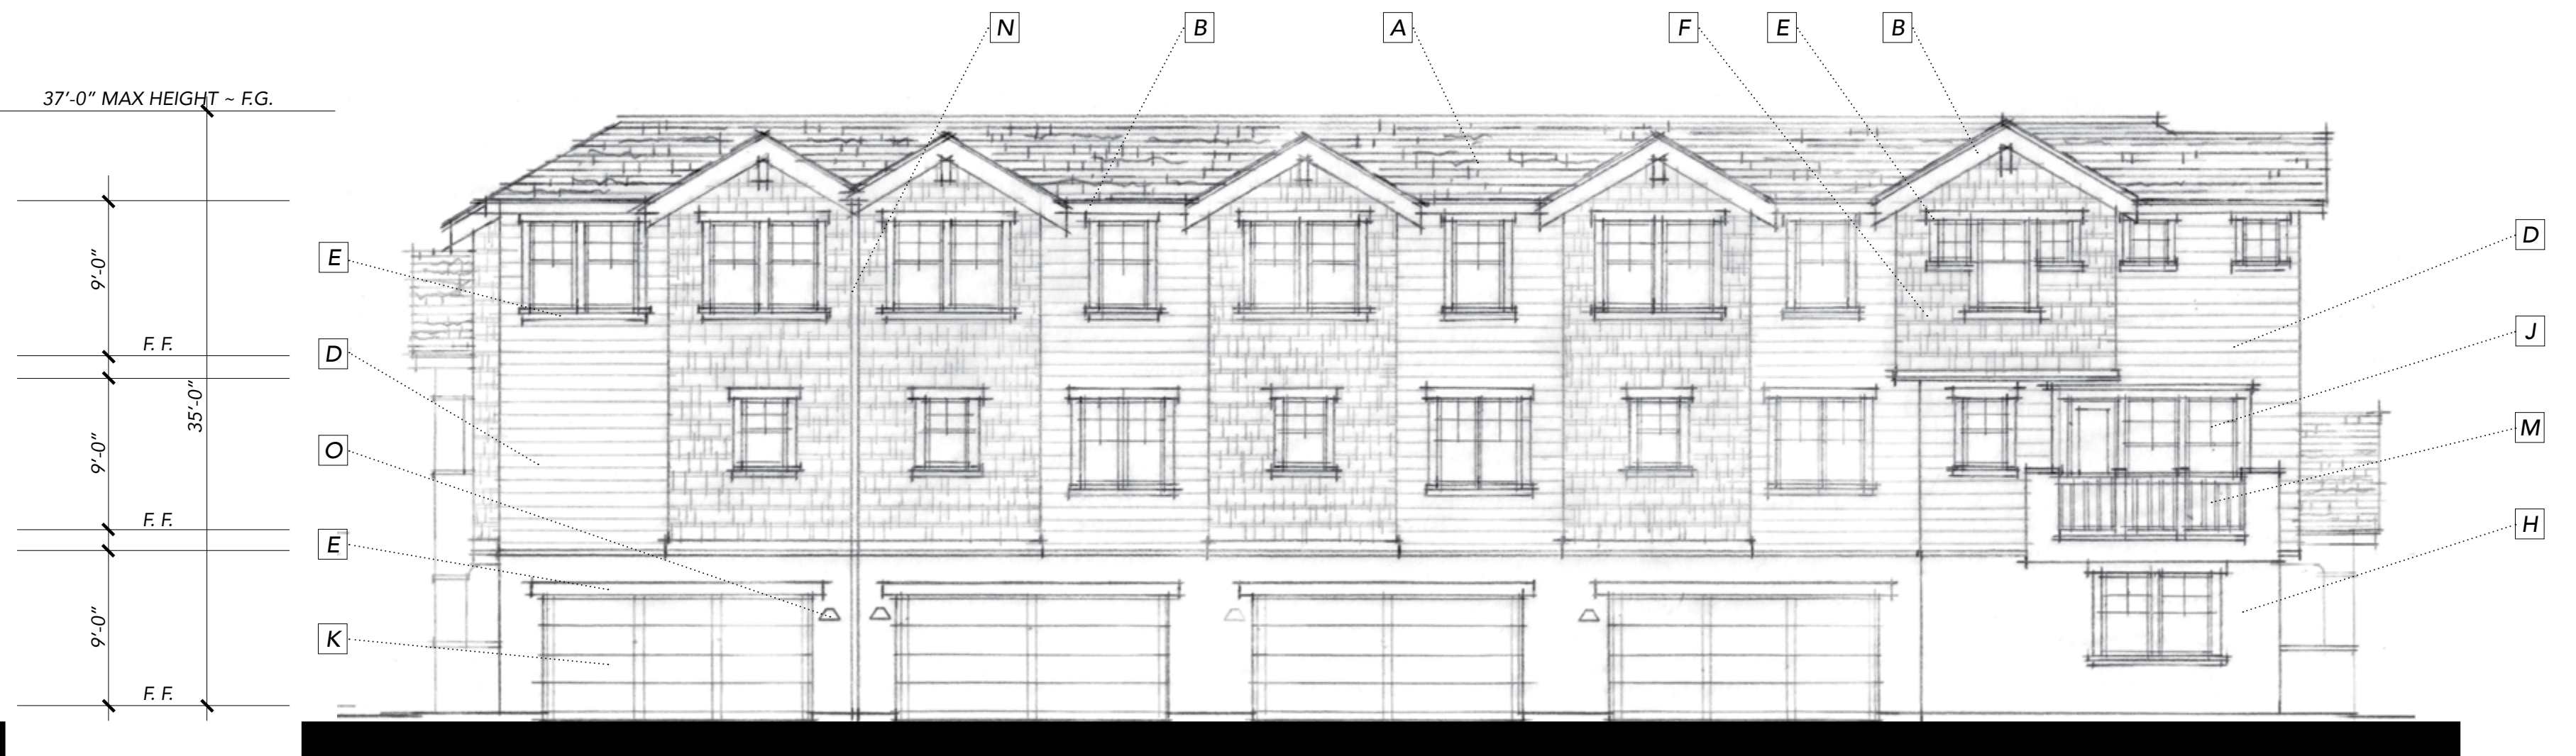 N
B
A
F
E
B
37'-0" MAX HEIGHT ~ F.G.
9'-0"
F. F.
35'-0"
9'-0"
F. F.
9'-0"
F. F.
E
D
O
E
K
D
J
M
H